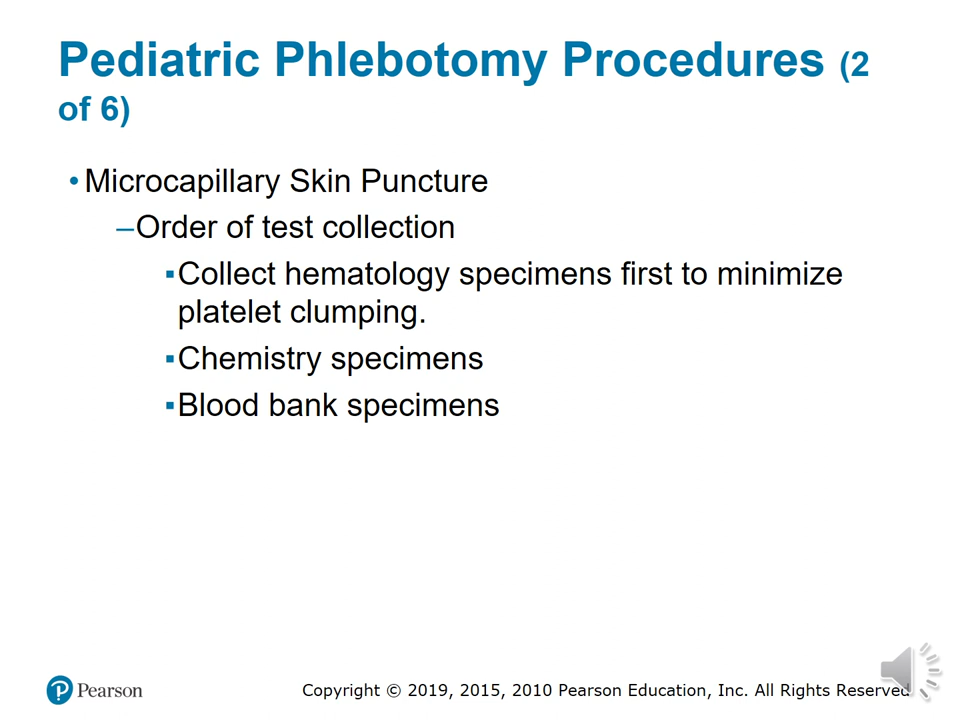 Pediatric Phlebotomy Procedures (2
of 6)
• Microcapillary Skin Puncture
–Order of test collection
▪Collect hematology specimens first to minimize
platelet clumping.
▪Chemistry specimens
▪Blood bank specimens
Pearson
Copyright © 2019, 2015, 2010 Pearson Education, Inc. All Rights Reserved